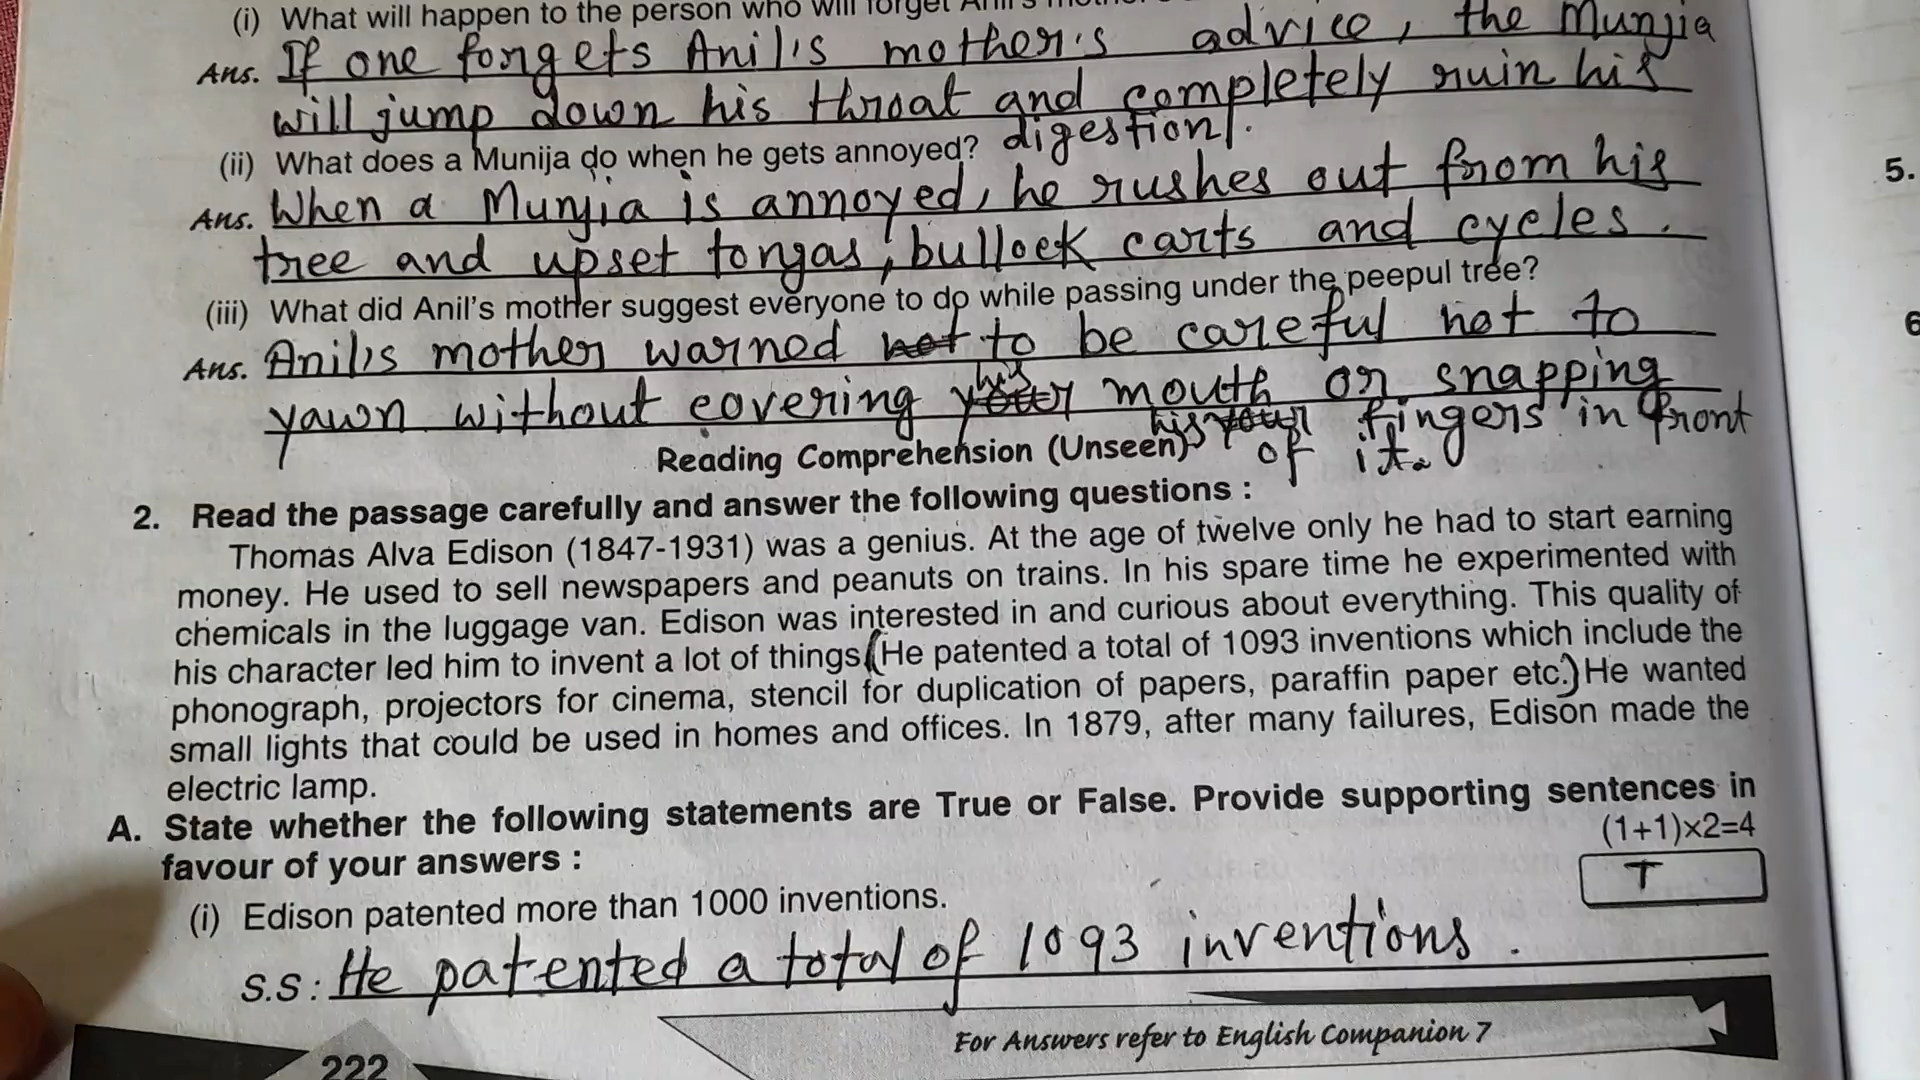 (i) What will happen to the person who will forget Anil's
Ans. If one forgets Anil's mother's advice, the Munjia
will jump down his throat and completely ruin his
digestion.
(ii) What does a Munija do when he gets annoyed?
Ans. When a Munjia is annoyed, he rushes out from his
tree and upset tongas, bullock carts and cycles.
(iii) What did Anil's mother suggest everyone to do while passing under the peepul tree?
Ans. Anil's mother warned not to be careful not to
yawn without covering your his mouth or snapping
his your fingers in front
of it.
Reading Comprehension (Unseen)
2. Read the passage carefully and answer the following questions :
Thomas Alva Edison (1847-1931) was a genius. At the age of twelve only he had to start earning
money. He used to sell newspapers and peanuts on trains. In his spare time he experimented with
chemicals in the luggage van. Edison was interested in and curious about everything. This quality of
his character led him to invent a lot of things. (He patented a total of 1093 inventions which include the
phonograph, projectors for cinema, stencil for duplication of papers, paraffin paper etc.) He wanted
small lights that could be used in homes and offices. In 1879, after many failures, Edison made the
electric lamp.
A. State whether the following statements are True or False. Provide supporting sentences in
favour of your answers :
(1+1)×2=4
T
(i) Edison patented more than 1000 inventions.
S.S : He patented a total of 1093 inventions.
For Answers refer to English Companion 7
222
5.
6